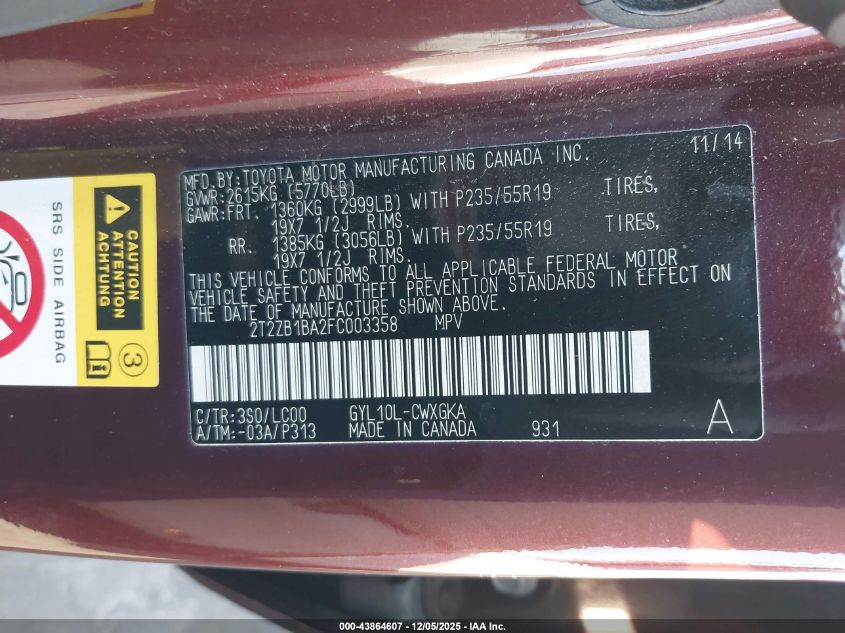 MFD.BY:TOYOTA MOTOR MANUFACTURING CANADA INC. 11/14
GVWR:2615KG (5770LB)
GAWR:FRT. 1360KG (2999LB) WITH P235/55R19 TIRES,
19X7 1/2J RIMS.
RR. 1385KG (3056LB) WITH P235/55R19 TIRES,
19X7 1/2J RIMS.
THIS VEHICLE CONFORMS TO ALL APPLICABLE FEDERAL MOTOR
VEHICLE SAFETY AND THEFT PREVENTION STANDARDS IN EFFECT ON
THE DATE OF MANUFACTURE SHOWN ABOVE.
2T2ZB1BA2FC003358 MPV
C/TR:3S0/LC00 GYL10L-CWXGKA
A/TM:-03A/P313 MADE IN CANADA 931 A
SRS SIDE AIRBAG
CAUTION
ATTENTION
ACHTUNG
3
000-43864607 - 12/05/2025 - IAA Inc.